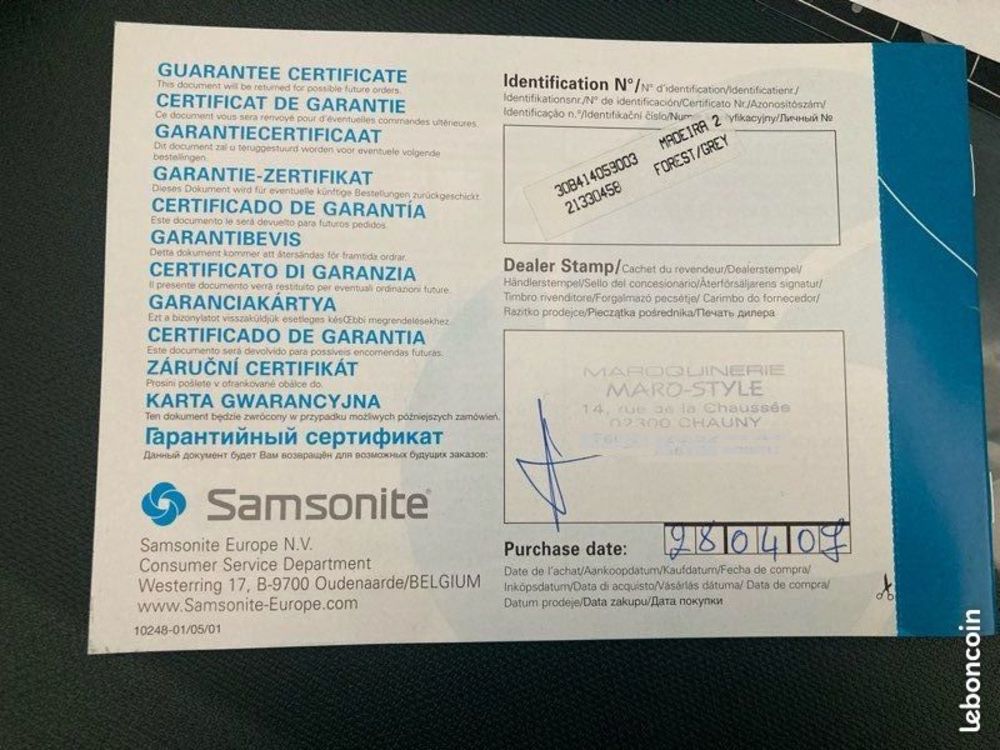 GUARANTEE CERTIFICATE
This document will be returned for possible future orders.
CERTIFICAT DE GARANTIE
Ce document vous sera renvoyé pour d'éventuelles commandes ultérieures.
GARANTIECERTIFICAAT
Dit document zal u teruggestuurd worden voor eventuele volgende
bestellingen.
GARANTIE-ZERTIFIKAT
Dieses Dokument wird für eventuelle künftige Bestellungen zurückgeschickt.
CERTIFICADO DE GARANTÍA
Este documento le será devuelto para futuros pedidos.
GARANTIBEVIS
Detta dokument kommer att återsändas för framtida ordrar.
CERTIFICATO DI GARANZIA
Il presente documento verrà restituito per eventuali ordinazioni future.
GARANCIAKÁRTYA
Ezt a bizonylatot visszaküldjük esetleges késŒbbi megrendelésekhez.
CERTIFICADO DE GARANTIA
Este documento será devolvido para possíveis encomendas futuras.
ZÁRUČNÍ CERTIFIKÁT
Prosíni pošlete v ofrankované obálce do.
KARTA GWARANCYJNA
Ten dokument będzie zwrócony w przypadku możliwych późniejszych zamówień.
Гарантийный сертификат
Данный документ будет Вам возвращён для возможных будущих заказов:
Samsonite
Samsonite Europe N.V.
Consumer Service Department
Westerring 17, B-9700 Oudenaarde/BELGIUM
www.Samsonite-Europe.com
10248-01/05/01
Identification N°/N° d'identification/Identificatienr./
Identifikationsnr./N° de identificación/Certificato Nr./Azonosítószám/
Identificação n.°/Identifikační číslo/Num yfikacyjny/Личный №
30B414059003 MADEIRA 2
21330458 FOREST/GREY
Dealer Stamp/Cachet du revendeur/Dealerstempel/
Händlerstempel/Sello del concesionario/Återförsäljarens signatur/
Timbro rivenditore/Forgalmazó pecsétje/ Carimbo do fornecedor/
Razítko prodejce/Pieczątka pośrednika/Печать дилера
MAROQUINERIE
MARO-STYLE
14, rue de la Chaussée
02300 CHAUNY
Purchase date: 280407
Date de l'achat/Aankoopdatum/Kaufdatum/Fecha de compra/
Inköpsdatum/Data di acquisto/Vásárlás dátuma/ Data de compra/
Datum prodeje/Data zakupu/Дата покупки
leboncoin